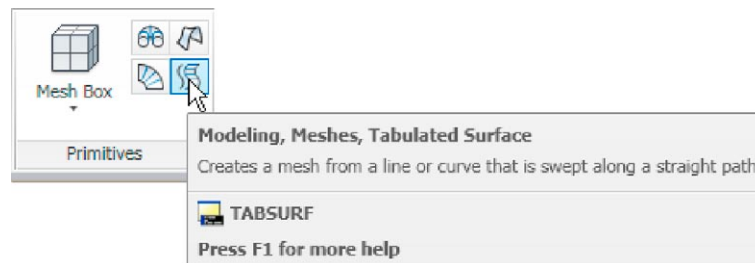 Mesh Box
Primitives
Modeling, Meshes, Tabulated Surface
Creates a mesh from a line or curve that is swept along a straight path
TABSURF
Press F1 for more help